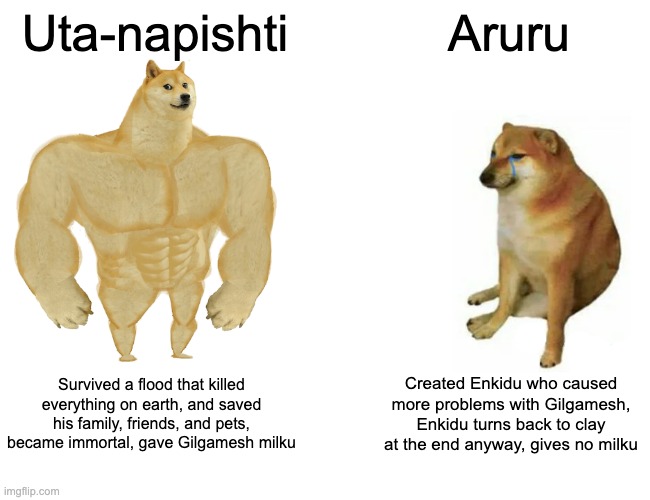 Uta-napishti
Aruru
Survived a flood that killed
everything on earth, and saved
his family, friends, and pets,
became immortal, gave Gilgamesh milku
Created Enkidu who caused
more problems with Gilgamesh,
Enkidu turns back to clay
at the end anyway, gives no milku
imgflip.com